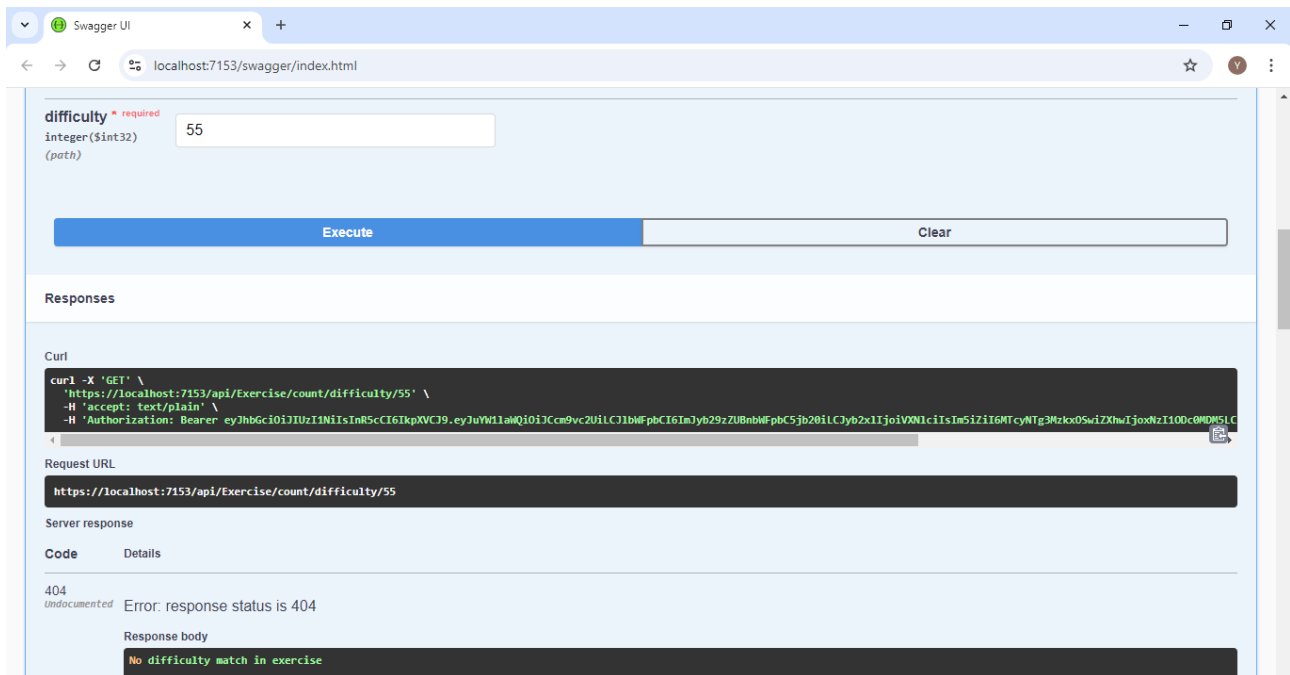 Swagger UI
localhost:7153/swagger/index.html
Y
difficulty * required
integer($int32)
(path)
55
Execute
Clear
Responses
Curl
curl -X 'GET' \
'https://localhost:7153/api/Exercise/count/difficulty/55' \
-H 'accept: text/plain' \
-H 'Authorization: Bearer eyJhbGciOiJIUzI1NiIsInR5cCI6IkpXVCJ9.eyJuYW1laWQiOiJCcm9vc2UiLCJlbWFpbCI6ImJyb29zZUBnbWFpbC5jb20iLCJyb2xlIjoiVXNlciIsIm5iZiI6MTcyNTg3MzkxOSwiZXhwIjoxNzI1ODc0MDM5LC
Request URL
https://localhost:7153/api/Exercise/count/difficulty/55
Server response
Code Details
404
Undocumented
Error: response status is 404
Response body
No difficulty match in exercise